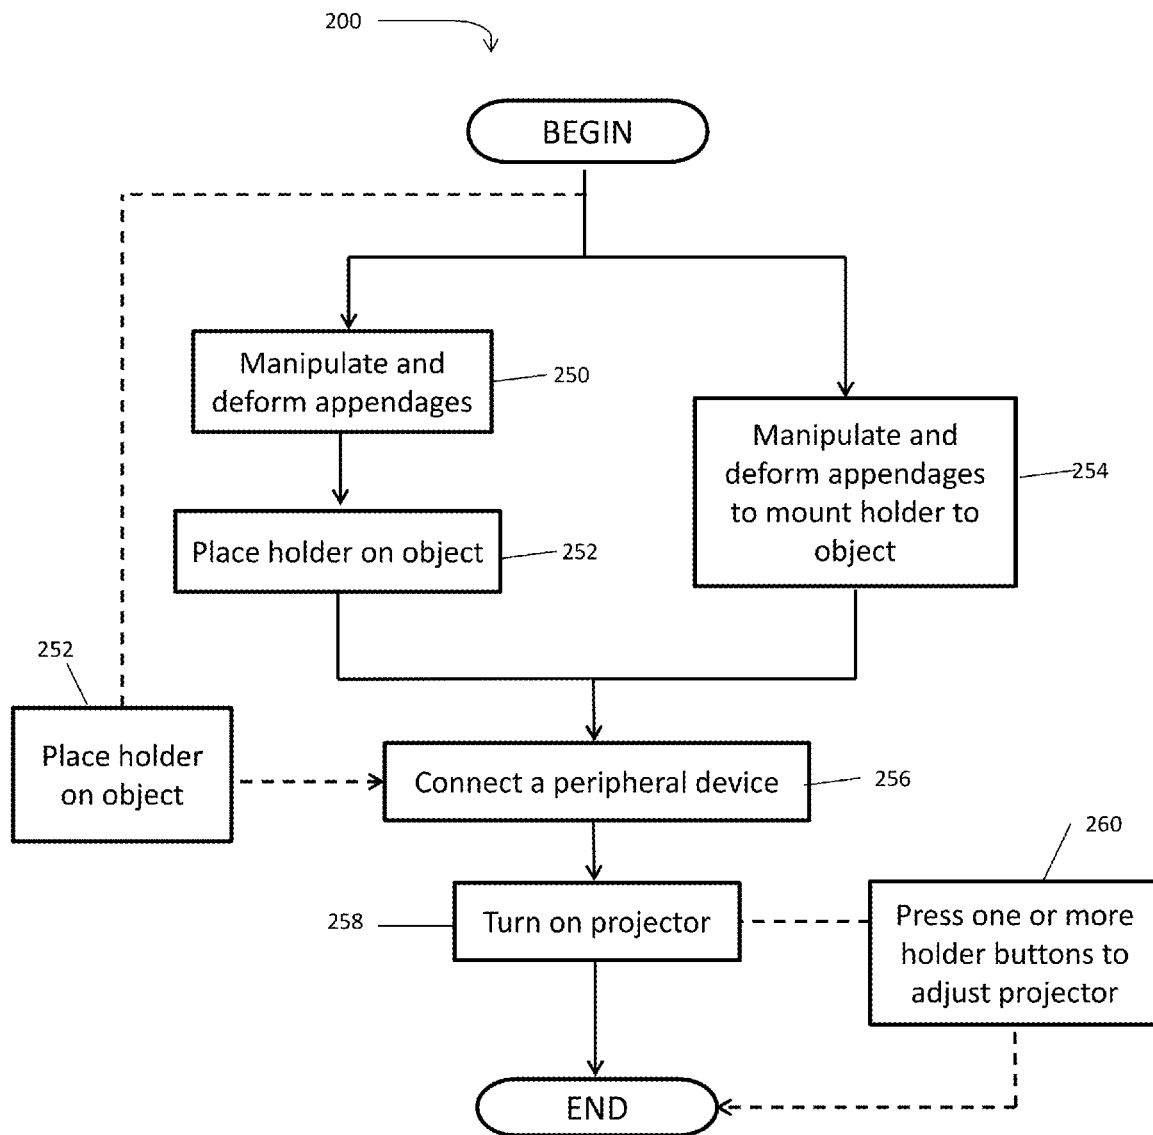 200
BEGIN
Manipulate and
deform appendages
250
Manipulate and
deform appendages
to mount holder to
object
254
Place holder on object
252
252
Place holder
on object
Connect a peripheral device
256
260
258
Turn on projector
Press one or more
holder buttons to
adjust projector
END